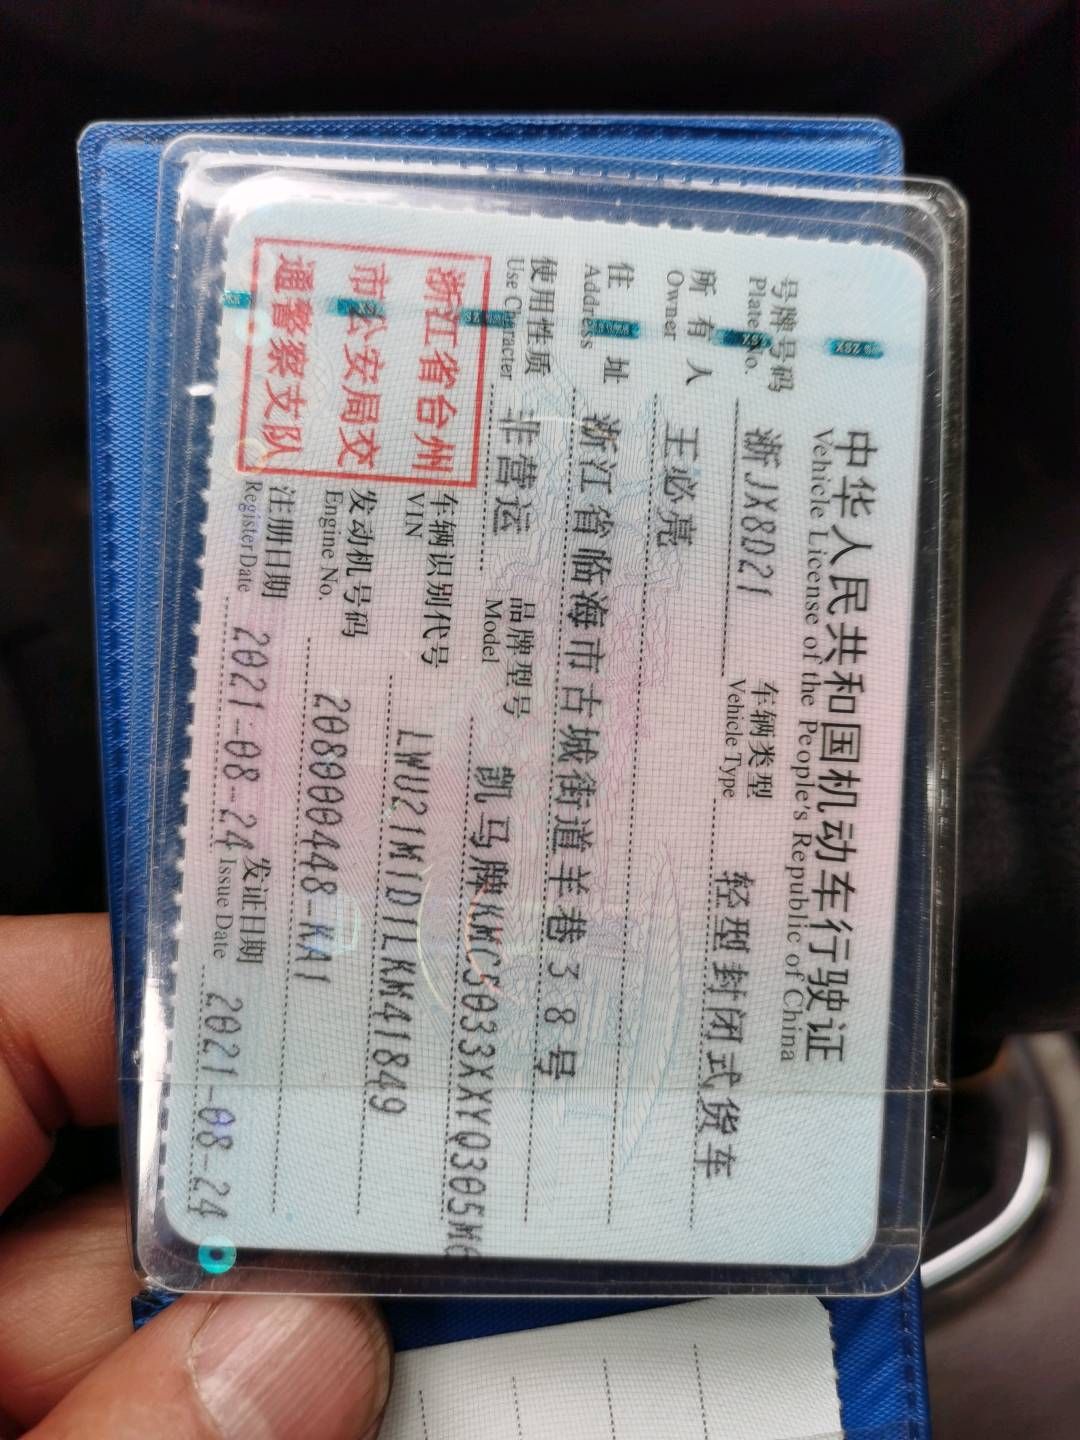 中华人民共和国机动车行驶证
Vehicle License of the People's Republic of China
号牌号码 浙JX8D21 车辆类型 轻型封闭式货车
Plate No. Vehicle Type
所有人 王必亮
Owner
住址 浙江省临海市古城街道羊巷38号
Address
使用性质 非营运 品牌型号 凯马牌KMC5033XXYQ305M6
Use Character Model
浙江省台州
市公安局交
通警察支队
车辆识别代号 LWU21M1D1LKM41849
VIN
发动机号码 208000448-KA1
Engine No.
注册日期 2021-08-24 发证日期 2021-08-24
Register Date Issue Date